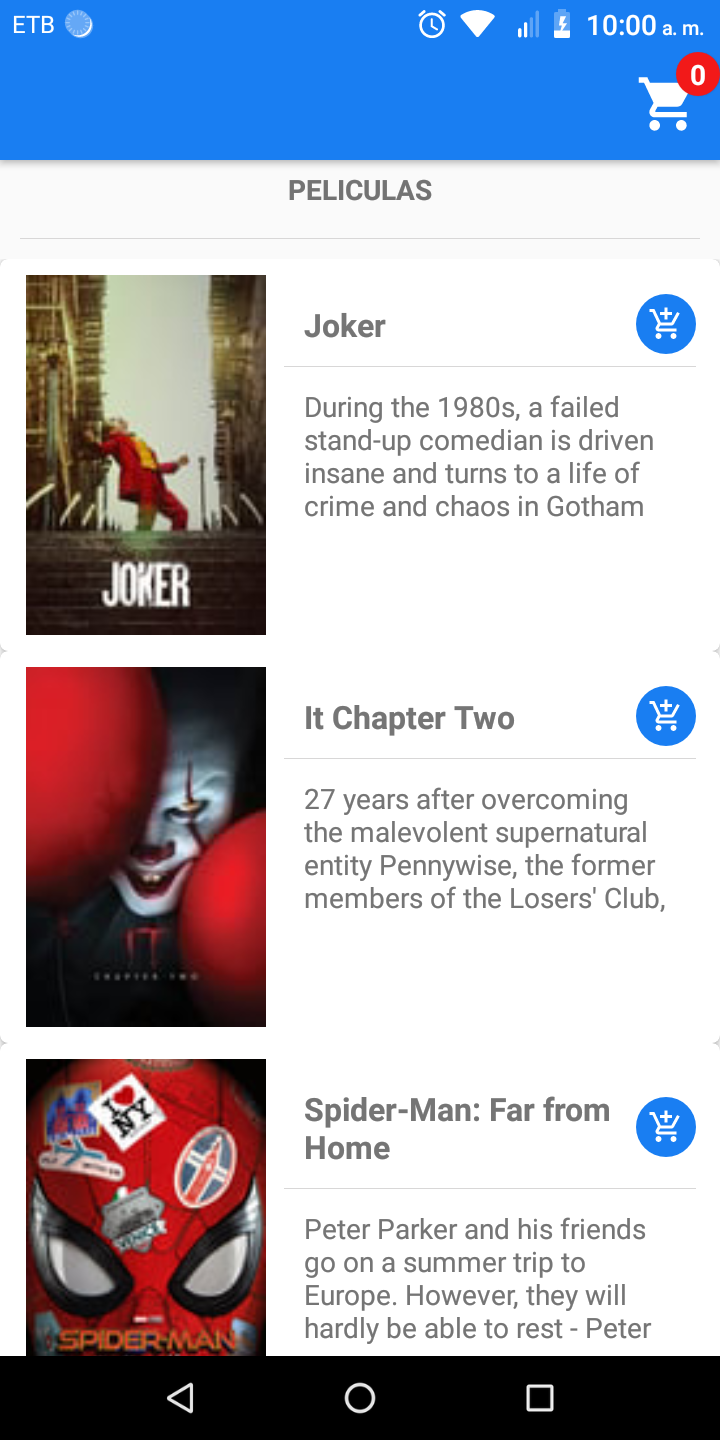 ETB
10:00 a. m.
0
PELICULAS
JOKER
Joker
During the 1980s, a failed
stand-up comedian is driven
insane and turns to a life of
crime and chaos in Gotham
IT
CHAPTER TWO
It Chapter Two
27 years after overcoming
the malevolent supernatural
entity Pennywise, the former
members of the Losers' Club,
I
NY
VENICE
SPIDER-MAN
Spider-Man: Far from
Home
Peter Parker and his friends
go on a summer trip to
Europe. However, they will
hardly be able to rest - Peter